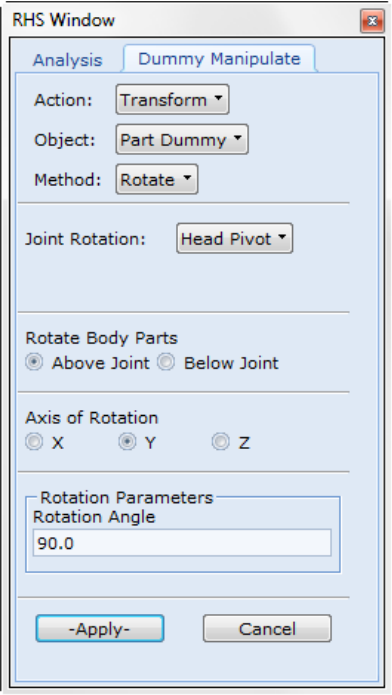 RHS Window
Analysis Dummy Manipulate
Action: Transform
Object: Part Dummy
Method: Rotate
Joint Rotation: Head Pivot
Rotate Body Parts
Above Joint Below Joint
Axis of Rotation
X Y Z
Rotation Parameters
Rotation Angle
90.0
-Apply- Cancel